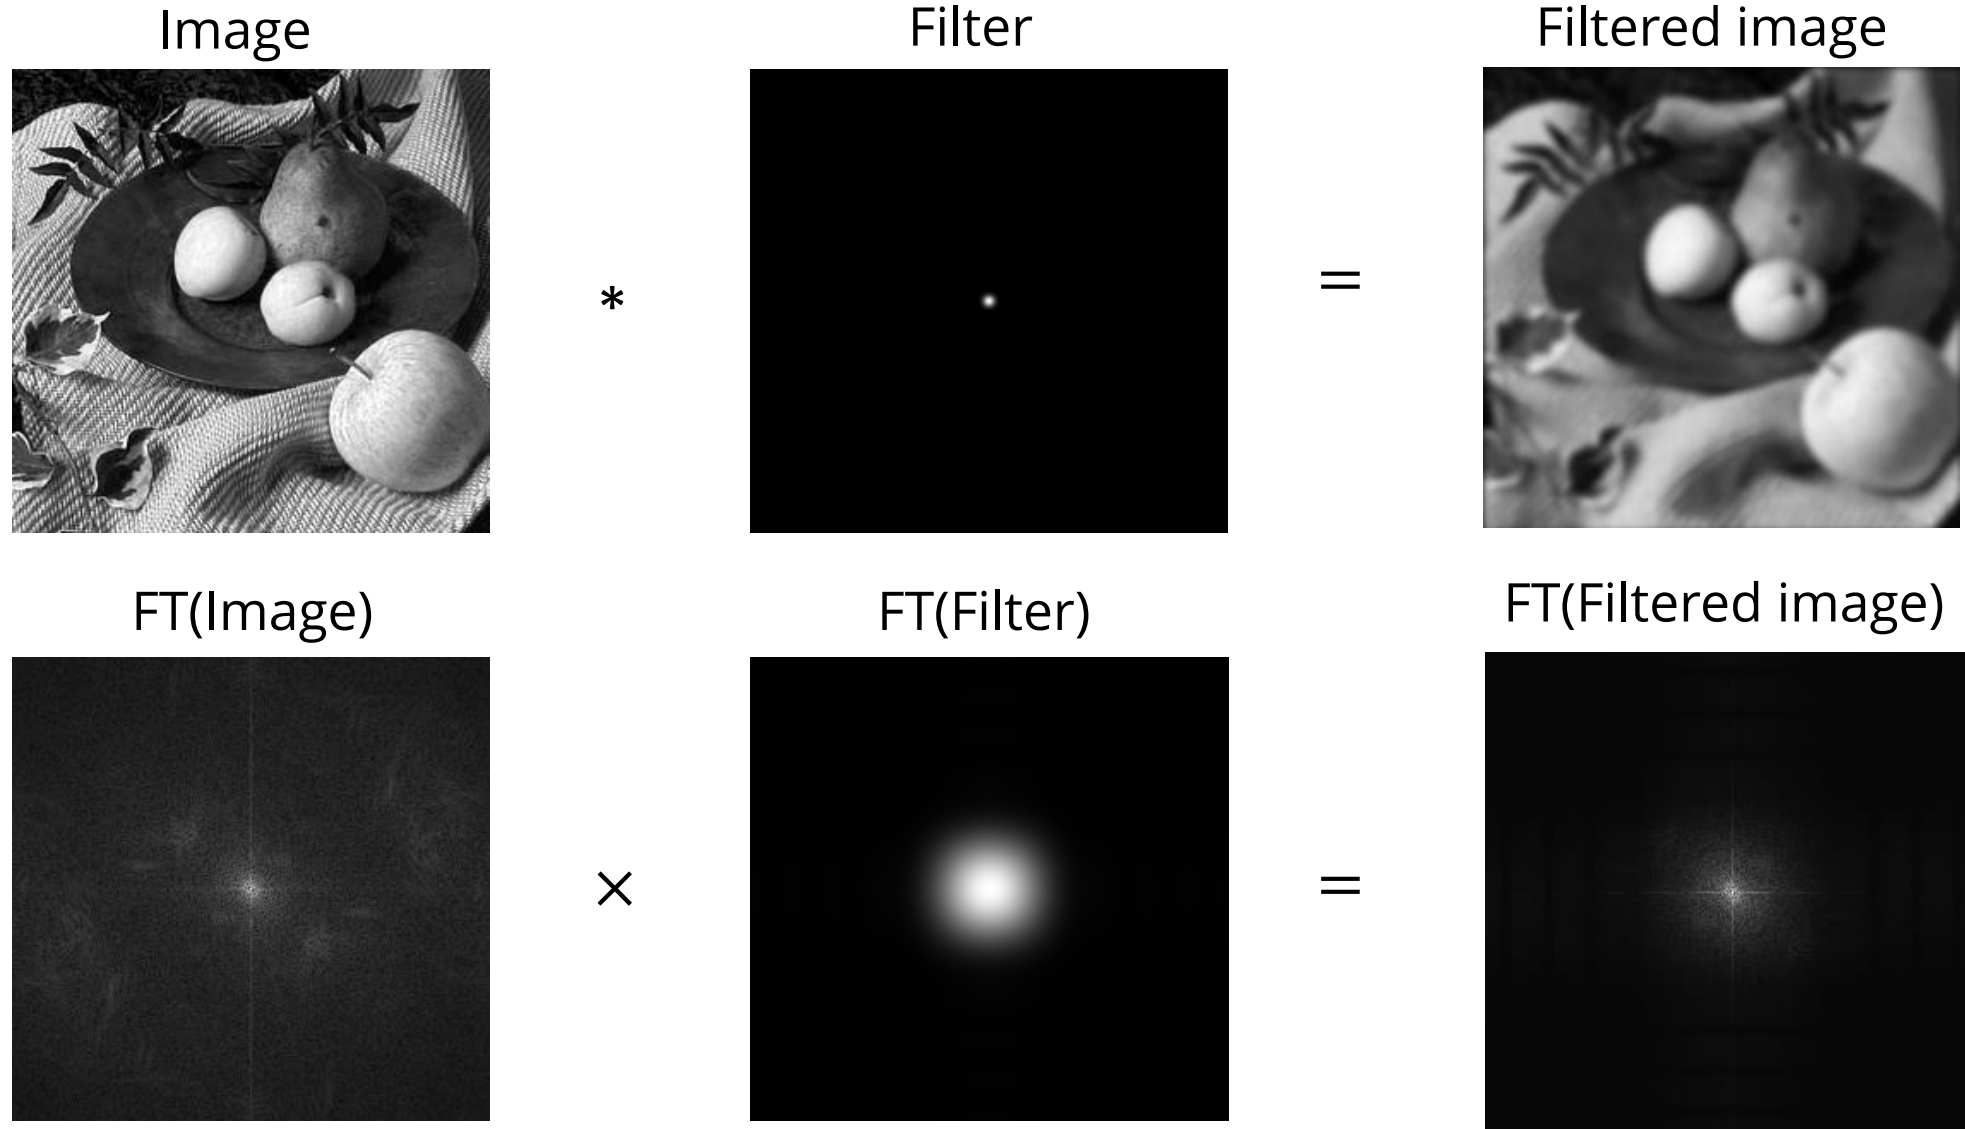 Image
Filter
Filtered image
*
=
FT(Image)
FT(Filter)
FT(Filtered image)
×
=